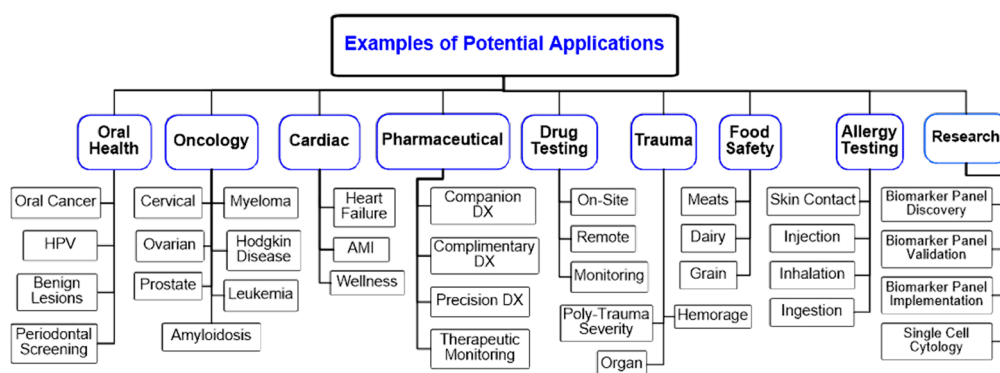 Examples of Potential Applications
Oral
Health
Oncology
Cardiac
Pharmaceutical
Drug
Testing
Trauma
Food
Safety
Allergy
Testing
Research
Oral Cancer
HPV
Benign
Lesions
Periodontal
Screening
Cervical
Myeloma
Ovarian
Hodgkin
Disease
Prostate
Leukemia
Amyloidosis
Heart
Failure
AMI
Wellness
Companion
DX
Complimentary
DX
Precision DX
Therapeutic
Monitoring
On-Site
Remote
Monitoring
Poly-Trauma
Severity
Hemorage
Organ
Meats
Dairy
Grain
Skin Contact
Injection
Inhalation
Ingestion
Biomarker Panel
Discovery
Biomarker Panel
Validation
Biomarker Panel
Implementation
Single Cell
Cytology